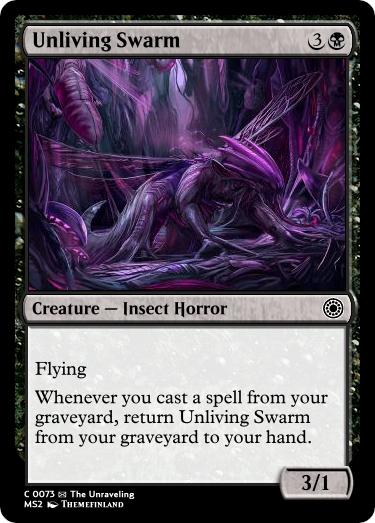 Unliving Swarm 3
Creature — Insect Horror
Flying
Whenever you cast a spell from your
graveyard, return Unliving Swarm
from your graveyard to your hand.
3/1
C 0073 The Unraveling
MS2 Themefinland